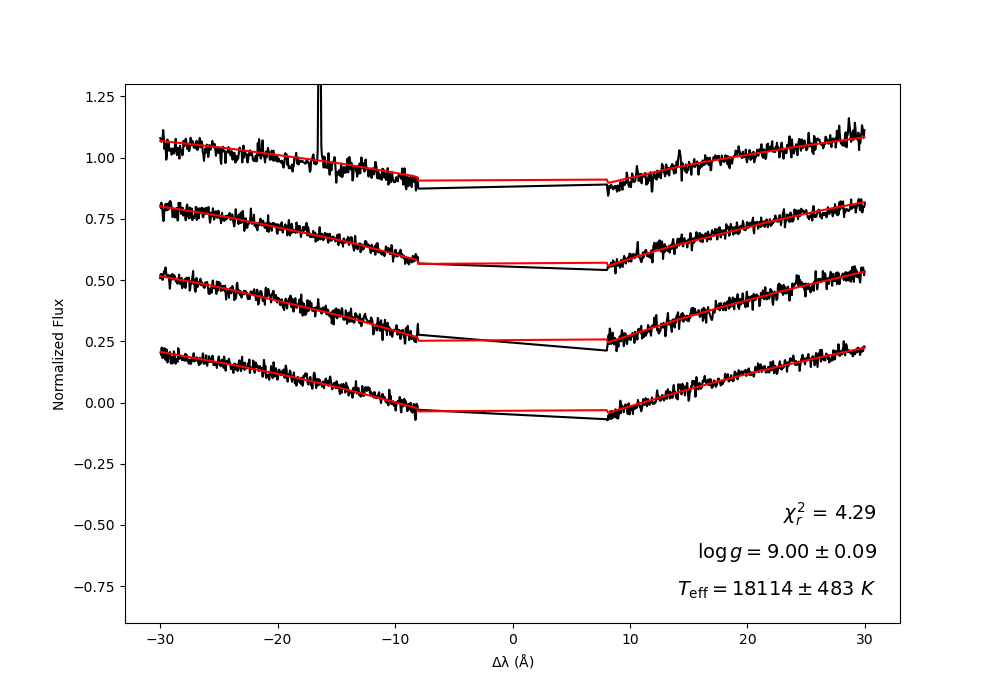 1.25
1.00
0.75
0.50
0.25
0.00
−0.25
−0.50
−0.75
Normalized Flux
χ²ᵣ = 4.29
log g = 9.00 ± 0.09
T_eff = 18114 ± 483 K
−30 −20 −10 0 10 20 30
Δλ (Å)